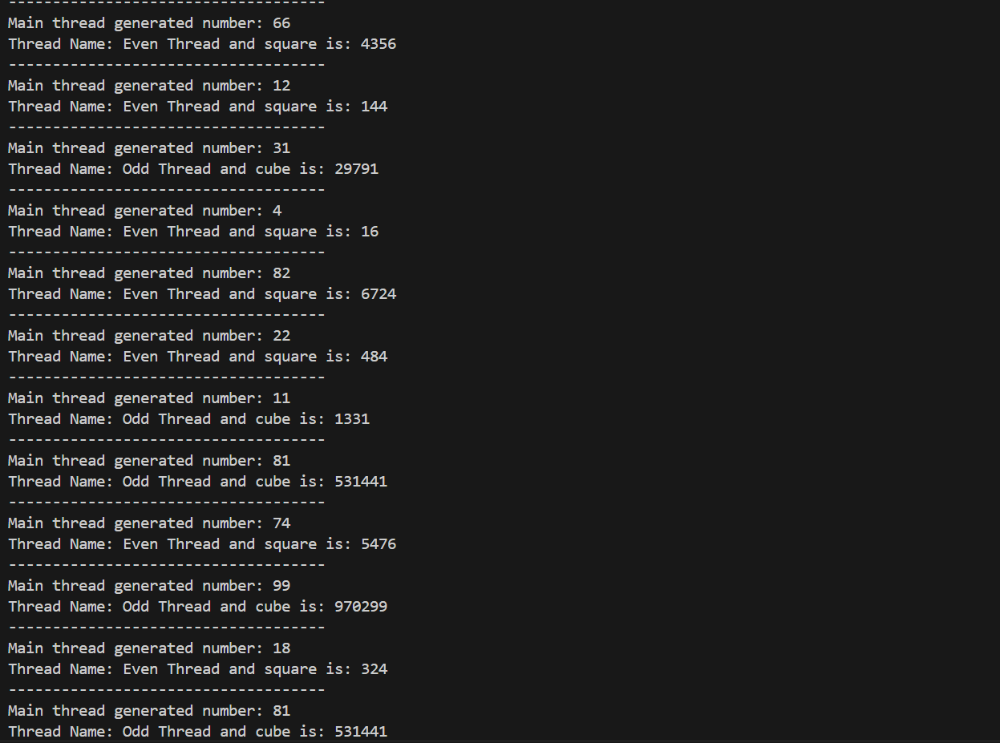 ------------------------------------
Main thread generated number: 66
Thread Name: Even Thread and square is: 4356
------------------------------------
Main thread generated number: 12
Thread Name: Even Thread and square is: 144
------------------------------------
Main thread generated number: 31
Thread Name: Odd Thread and cube is: 29791
------------------------------------
Main thread generated number: 4
Thread Name: Even Thread and square is: 16
------------------------------------
Main thread generated number: 82
Thread Name: Even Thread and square is: 6724
------------------------------------
Main thread generated number: 22
Thread Name: Even Thread and square is: 484
------------------------------------
Main thread generated number: 11
Thread Name: Odd Thread and cube is: 1331
------------------------------------
Main thread generated number: 81
Thread Name: Odd Thread and cube is: 531441
------------------------------------
Main thread generated number: 74
Thread Name: Even Thread and square is: 5476
------------------------------------
Main thread generated number: 99
Thread Name: Odd Thread and cube is: 970299
------------------------------------
Main thread generated number: 18
Thread Name: Even Thread and square is: 324
------------------------------------
Main thread generated number: 81
Thread Name: Odd Thread and cube is: 531441